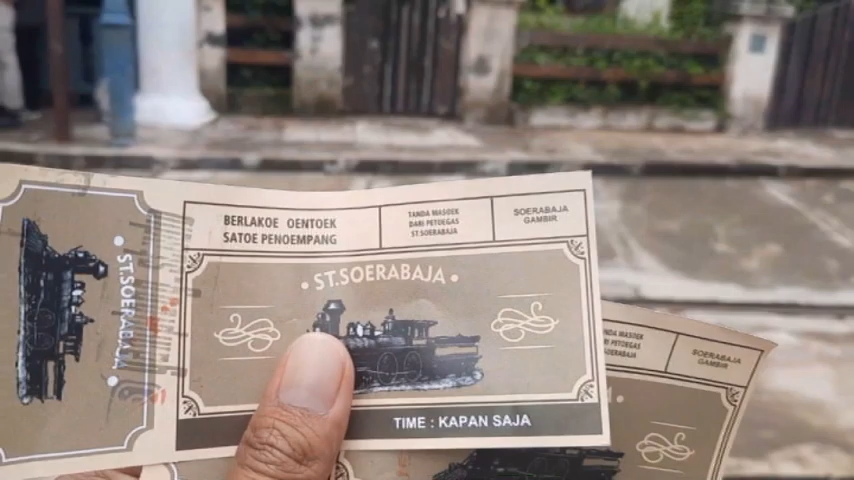 BERLAKOE OENTOEK
SATOE PENOEMPANG
TANDA MASOEK
DARI PETOEGAS
ST.SOERABAJA
SOERABAJA
GAMBIR
• ST.SOERABAJA •
TIME : KAPAN SAJA
ST.SOERABAJA •
TANDA MASOEK
DARI PETOEGAS
SOERABAJA
SOERABAJA
GAMBIR